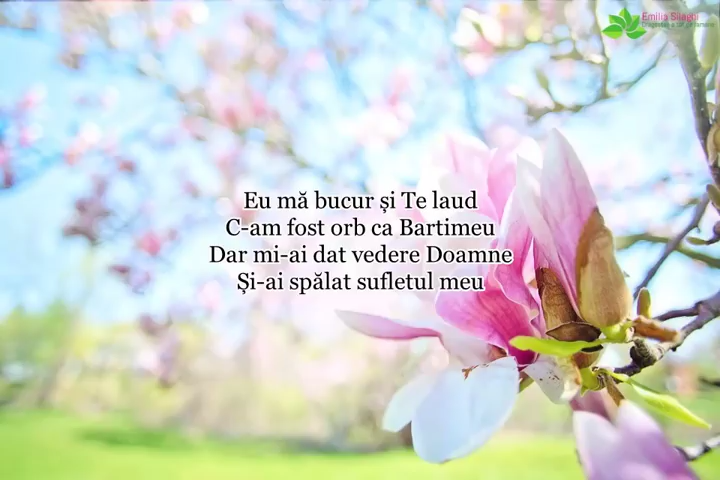 Emilia Silaghi
Eu mă bucur și Te laud
C-am fost orb ca Bartimeu
Dar mi-ai dat vedere Doamne
Și-ai spălat sufletul meu